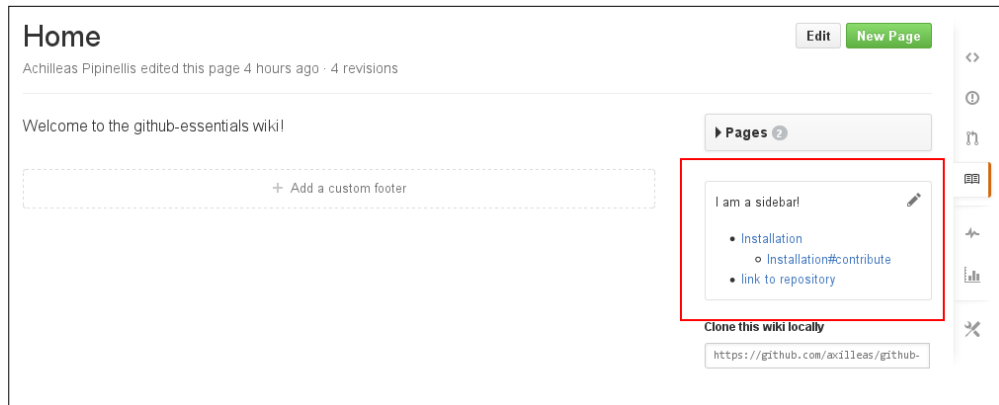 Home
Edit
New Page
Achilleas Pipinellis edited this page 4 hours ago · 4 revisions
Welcome to the github-essentials wiki!
Pages 2
+ Add a custom footer
I am a sidebar!
Installation
Installation#contribute
link to repository
Clone this wiki locally
https://github.com/axilleas/github-